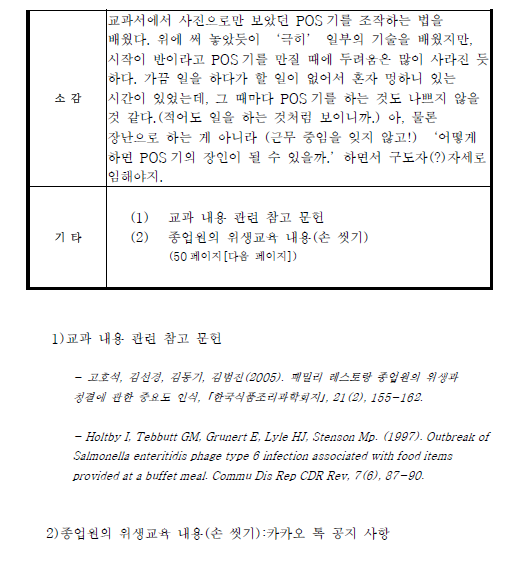 교과서에서 사진으로만 보았던 POS기를 조작하는 법을
배웠다. 위에 써 놓았듯이 ‘극히’ 일부의 기술을 배웠지만,
시작이 반이라고 POS기를 만질 때에 두려움은 많이 사라진 듯
하다. 가끔 일을 하다가 할 일이 없어서 혼자 멍하니 있는
소 감
시간이 있었는데, 그 때마다 POS기를 하는 것도 나쁘지 않을
것 같다.(적어도 일을 하는 것처럼 보이니까.) 아, 물론
장난으로 하는 게 아니라 (근무 중임을 잊지 않고!) ‘어떻게
하면 POS기의 장인이 될 수 있을까.’ 하면서 구도자(?)자세로
임해야지.
기 타
(1) 교과 내용 관련 참고 문헌
(2) 종업원의 위생교육 내용(손 씻기)
(50페이지[다음 페이지])
1)교과 내용 관련 참고 문헌
- 고호석, 김선경, 김동기, 김범진(2005). 패밀리 레스토랑 종업원의 위생과
청결에 관한 중요도 인식, 「한국식품조리과학회지」, 21(2), 155-162.
- Holtby I, Tebbutt GM, Grunert E, Lyle HJ, Stenson Mp. (1997). Outbreak of
Salmonella enteritidis phage type 6 infection associated with food items
provided at a buffet meal. Commu Dis Rep CDR Rev, 7(6), 87-90.
2)종업원의 위생교육 내용(손 씻기):카카오 톡 공지 사항